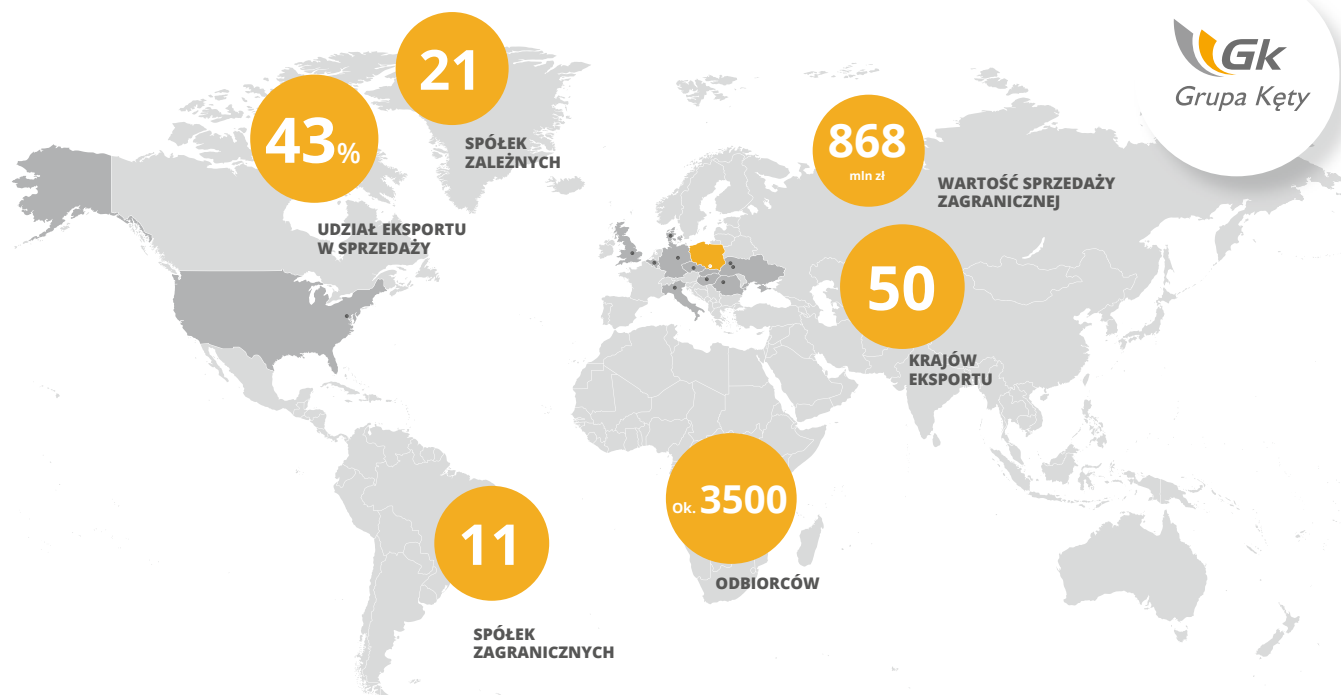 21
SPÓŁEK
ZALEŻNYCH
43%
UDZIAŁ EKSPORTU
W SPRZEDAŻY
868
mln zł
WARTOŚĆ SPRZEDAŻY
ZAGRANICZNEJ
Gk
Grupa Kęty
50
KRAJÓW
EKSPORTU
Ok. 3500
ODBIORCÓW
11
SPÓŁEK
ZAGRANICZNYCH